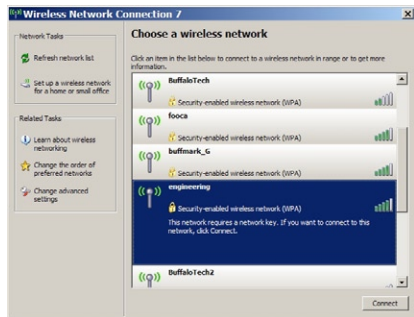 Wireless Network Connection 7
Network Tasks
Refresh network list
Set up a wireless network
for a home or small office
Related Tasks
Learn about wireless
networking
Change the order of
preferred networks
Change advanced
settings
Choose a wireless network
Click an item in the list below to connect to a wireless network in range or to get more
information.
BuffaloTech
Security-enabled wireless network (WPA)
fooca
Security-enabled wireless network (WPA)
buffmark_G
Security-enabled wireless network (WPA)
engineering
Security-enabled wireless network (WPA)
This network requires a network key. If you want to connect to this
network, click Connect.
BuffaloTech2
Connect